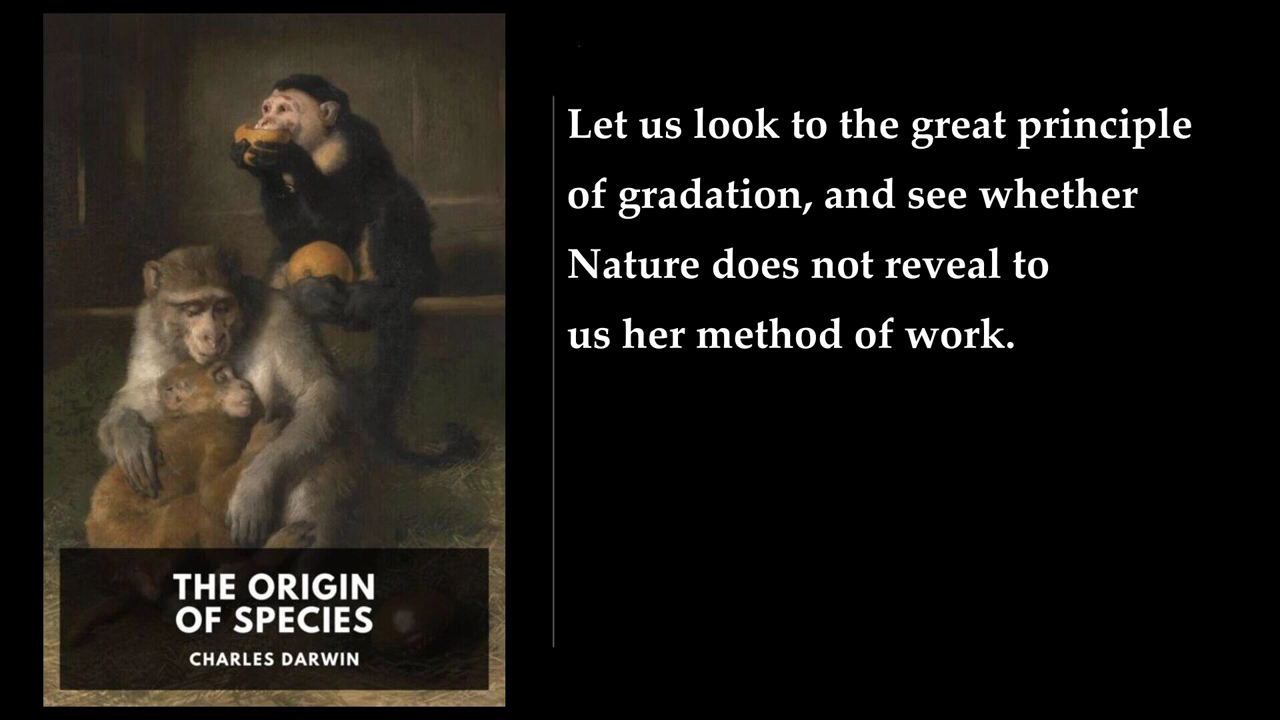 THE ORIGIN
OF SPECIES
CHARLES DARWIN
Let us look to the great principle
of gradation, and see whether
Nature does not reveal to
us her method of work.